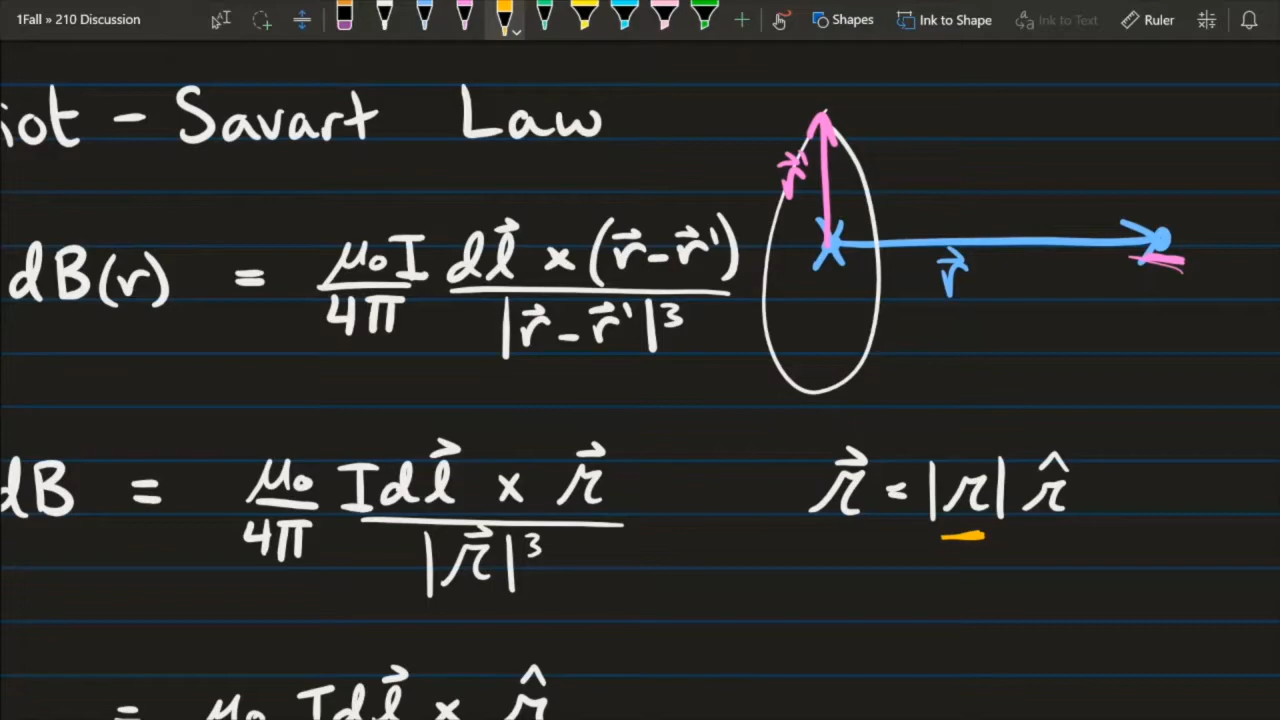 1Fall » 210 Discussion
Shapes
Ink to Shape
Ink to Text
Ruler
iot - Savart Law
r⃗'
r⃗
dB(r) = μ₀I/4π dl⃗ × (r⃗ - r⃗')/|r⃗ - r⃗'|³
dB = μ₀/4π Idl⃗ × r⃗/|r⃗|³
r⃗ = |r| r̂
= μ₀ Idl⃗ × r̂